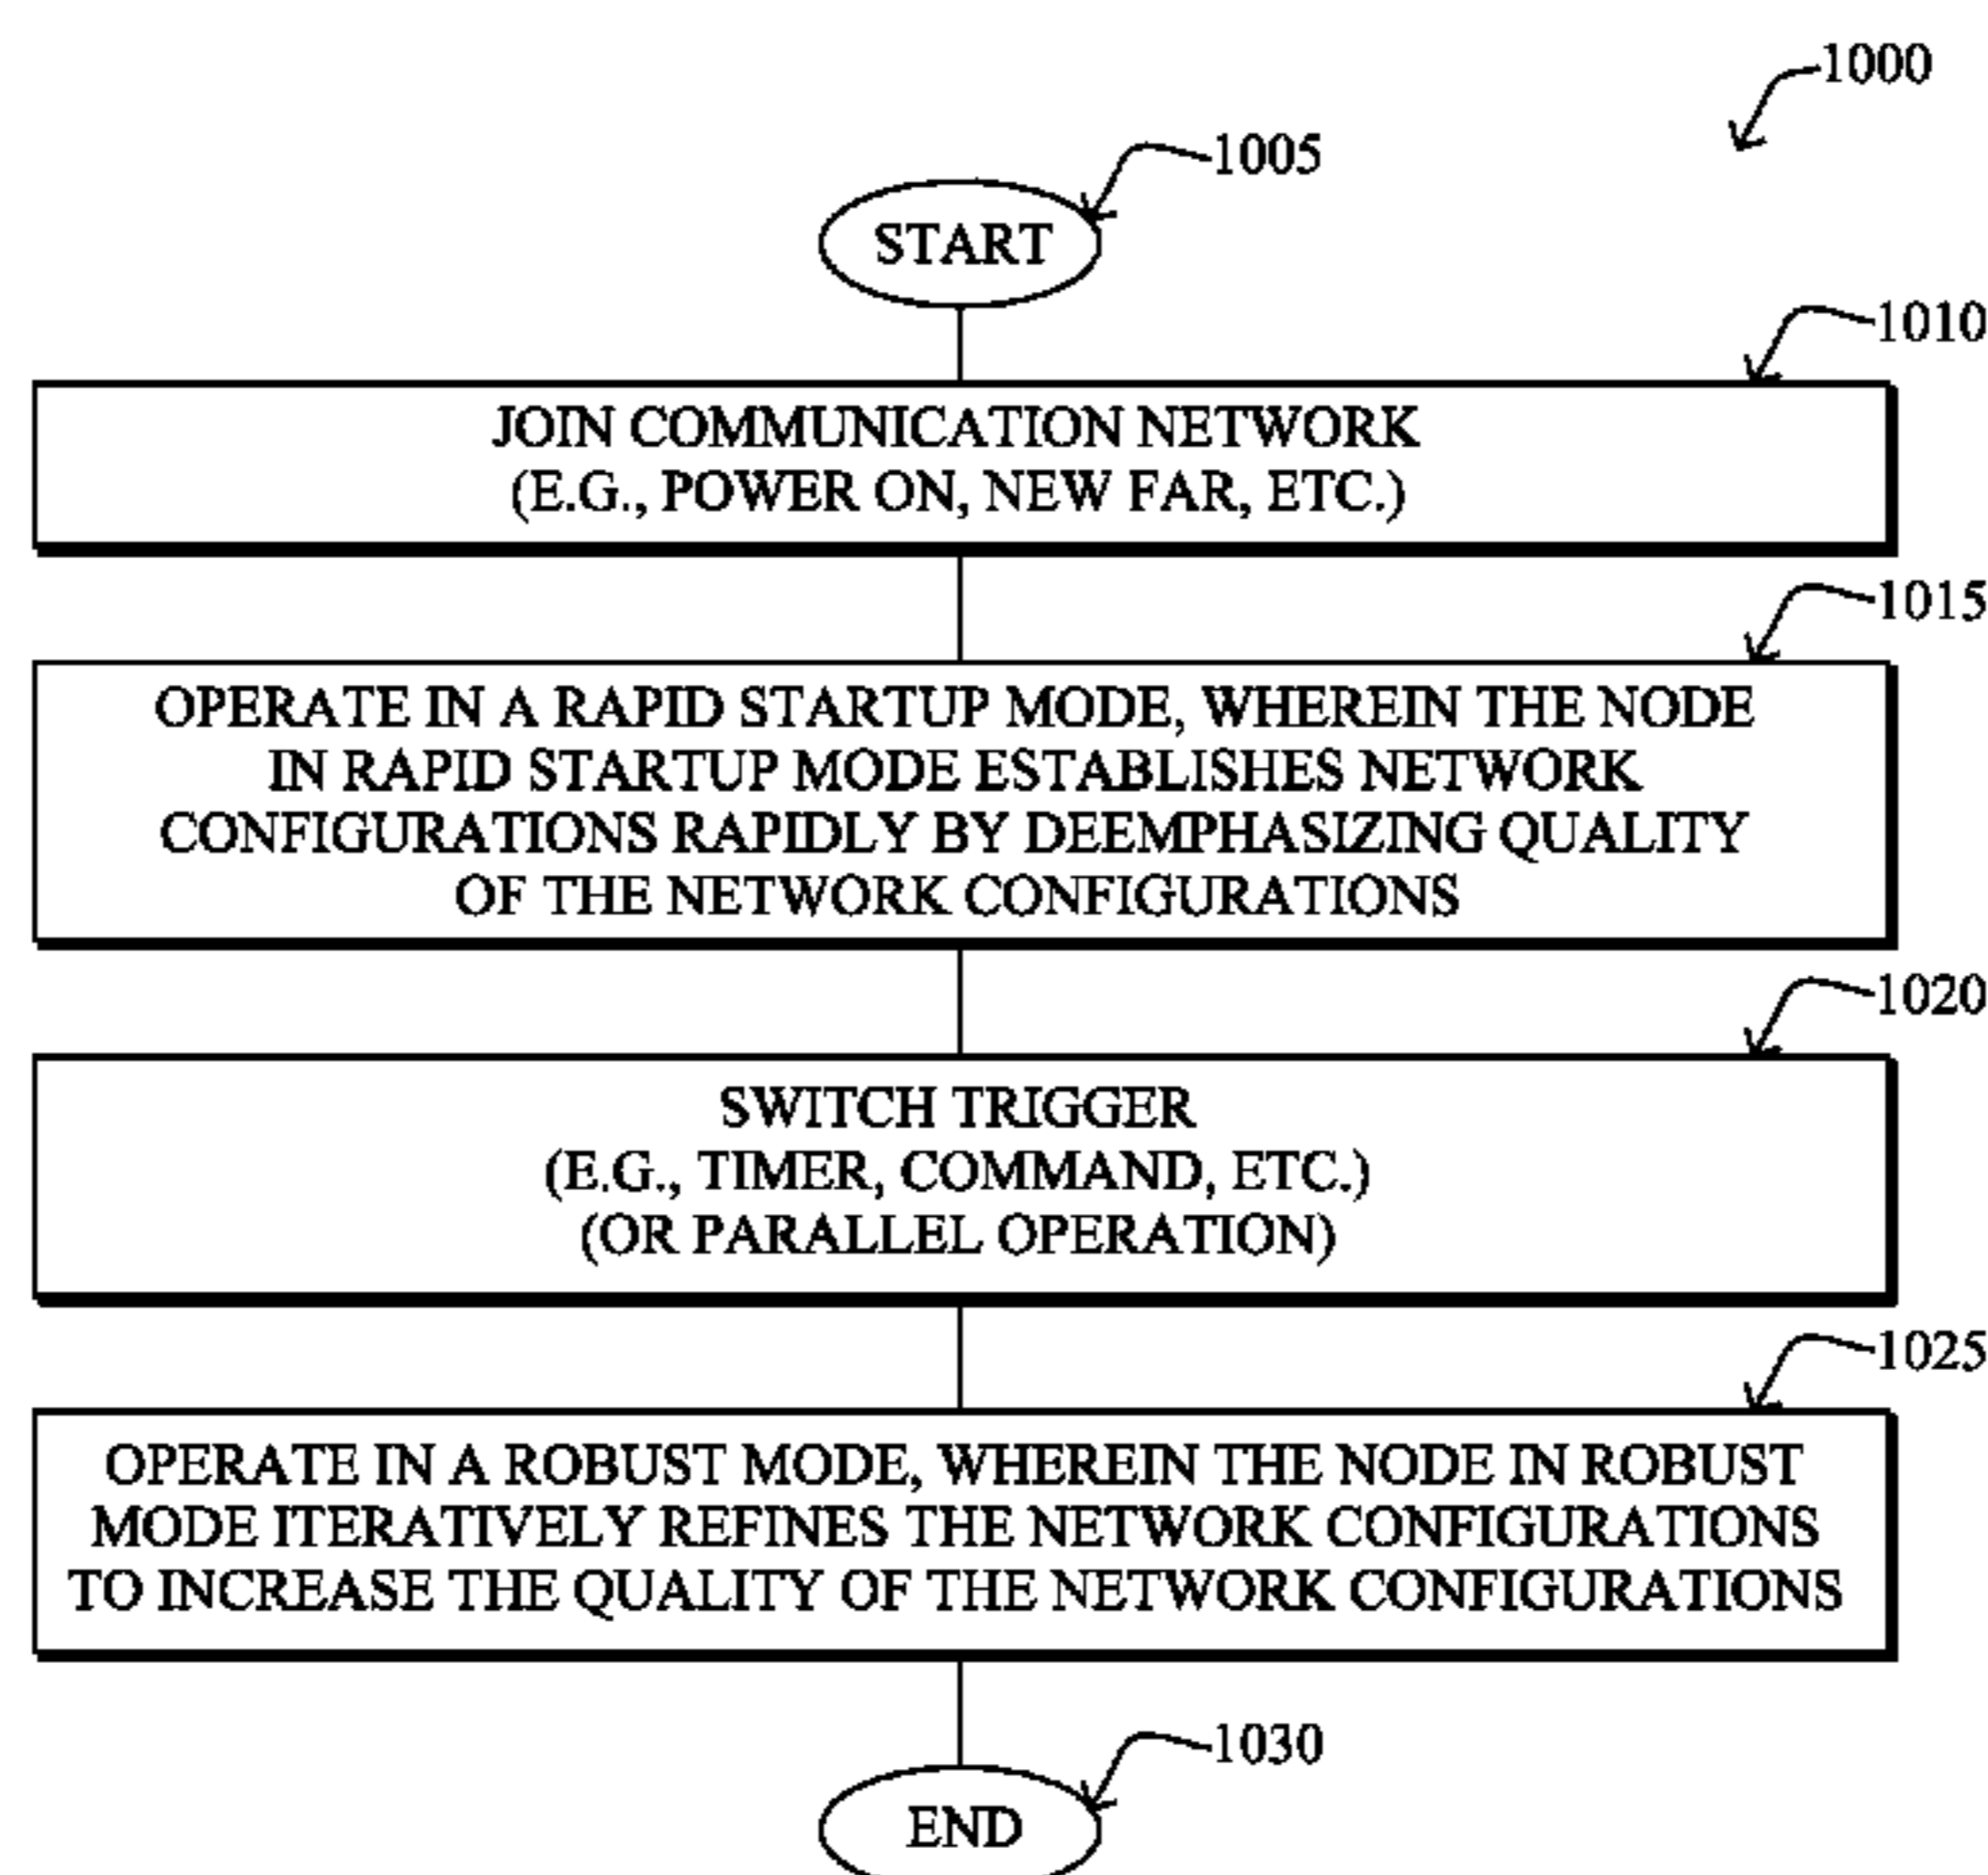 1000
1005
START
1010
JOIN COMMUNICATION NETWORK
(E.G., POWER ON, NEW FAR, ETC.)
1015
OPERATE IN A RAPID STARTUP MODE, WHEREIN THE NODE
IN RAPID STARTUP MODE ESTABLISHES NETWORK
CONFIGURATIONS RAPIDLY BY DEEMPHASIZING QUALITY
OF THE NETWORK CONFIGURATIONS
1020
SWITCH TRIGGER
(E.G., TIMER, COMMAND, ETC.)
(OR PARALLEL OPERATION)
1025
OPERATE IN A ROBUST MODE, WHEREIN THE NODE IN ROBUST
MODE ITERATIVELY REFINES THE NETWORK CONFIGURATIONS
TO INCREASE THE QUALITY OF THE NETWORK CONFIGURATIONS
1030
END